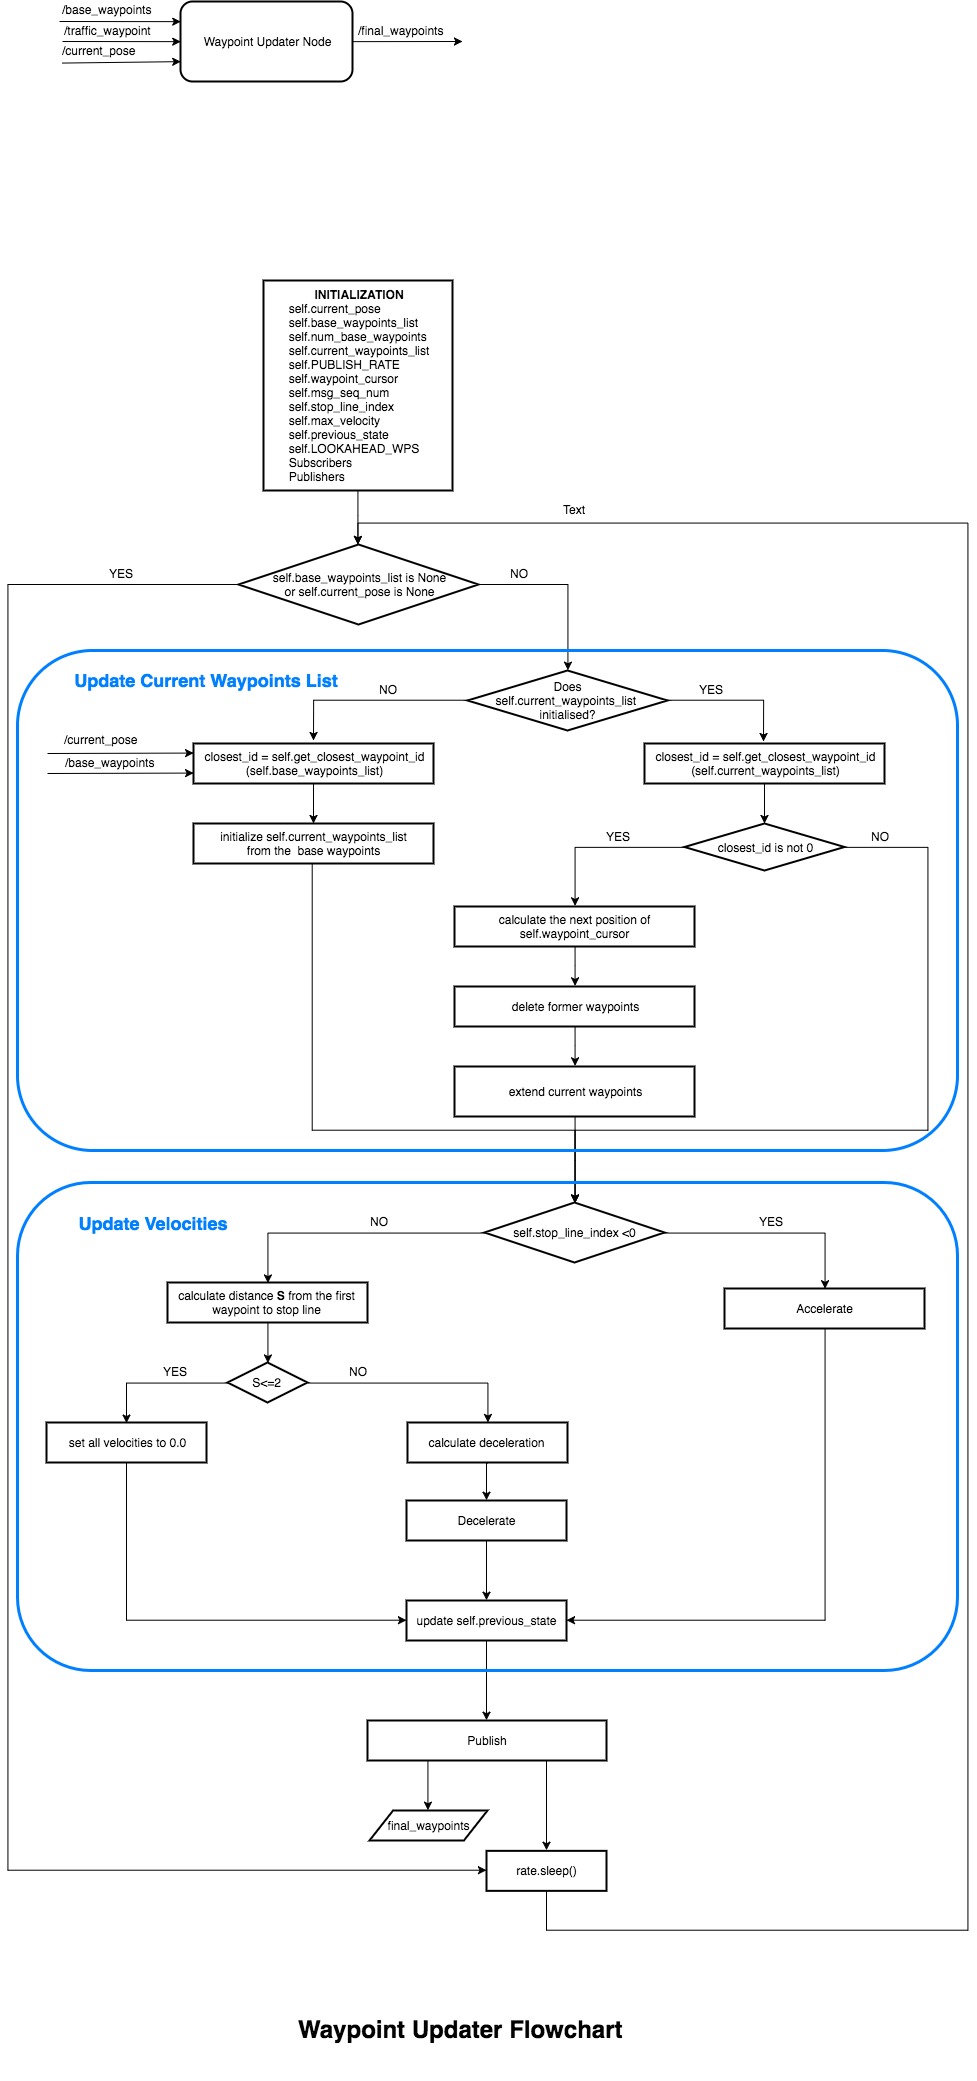 /base_waypoints
/traffic_waypoint
/current_pose
Waypoint Updater Node
/final_waypoints
INITIALIZATION
self.current_pose
self.base_waypoints_list
self.num_base_waypoints
self.current_waypoints_list
self.PUBLISH_RATE
self.waypoint_cursor
self.msg_seq_num
self.stop_line_index
self.max_velocity
self.previous_state
self.LOOKAHEAD_WPS
Subscribers
Publishers
Text
YES
self.base_waypoints_list is None
or self.current_pose is None
NO
Update Current Waypoints List
NO
Does
self.current_waypoints_list
initialised?
YES
/current_pose
/base_waypoints
closest_id = self.get_closest_waypoint_id
(self.base_waypoints_list)
closest_id = self.get_closest_waypoint_id
(self.current_waypoints_list)
initialize self.current_waypoints_list
from the base waypoints
YES
closest_id is not 0
NO
calculate the next position of
self.waypoint_cursor
delete former waypoints
extend current waypoints
Update Velocities
NO
self.stop_line_index <0
YES
calculate distance S from the first
waypoint to stop line
Accelerate
YES
S<=2
NO
set all velocities to 0.0
calculate deceleration
Decelerate
update self.previous_state
Publish
final_waypoints
rate.sleep()
Waypoint Updater Flowchart